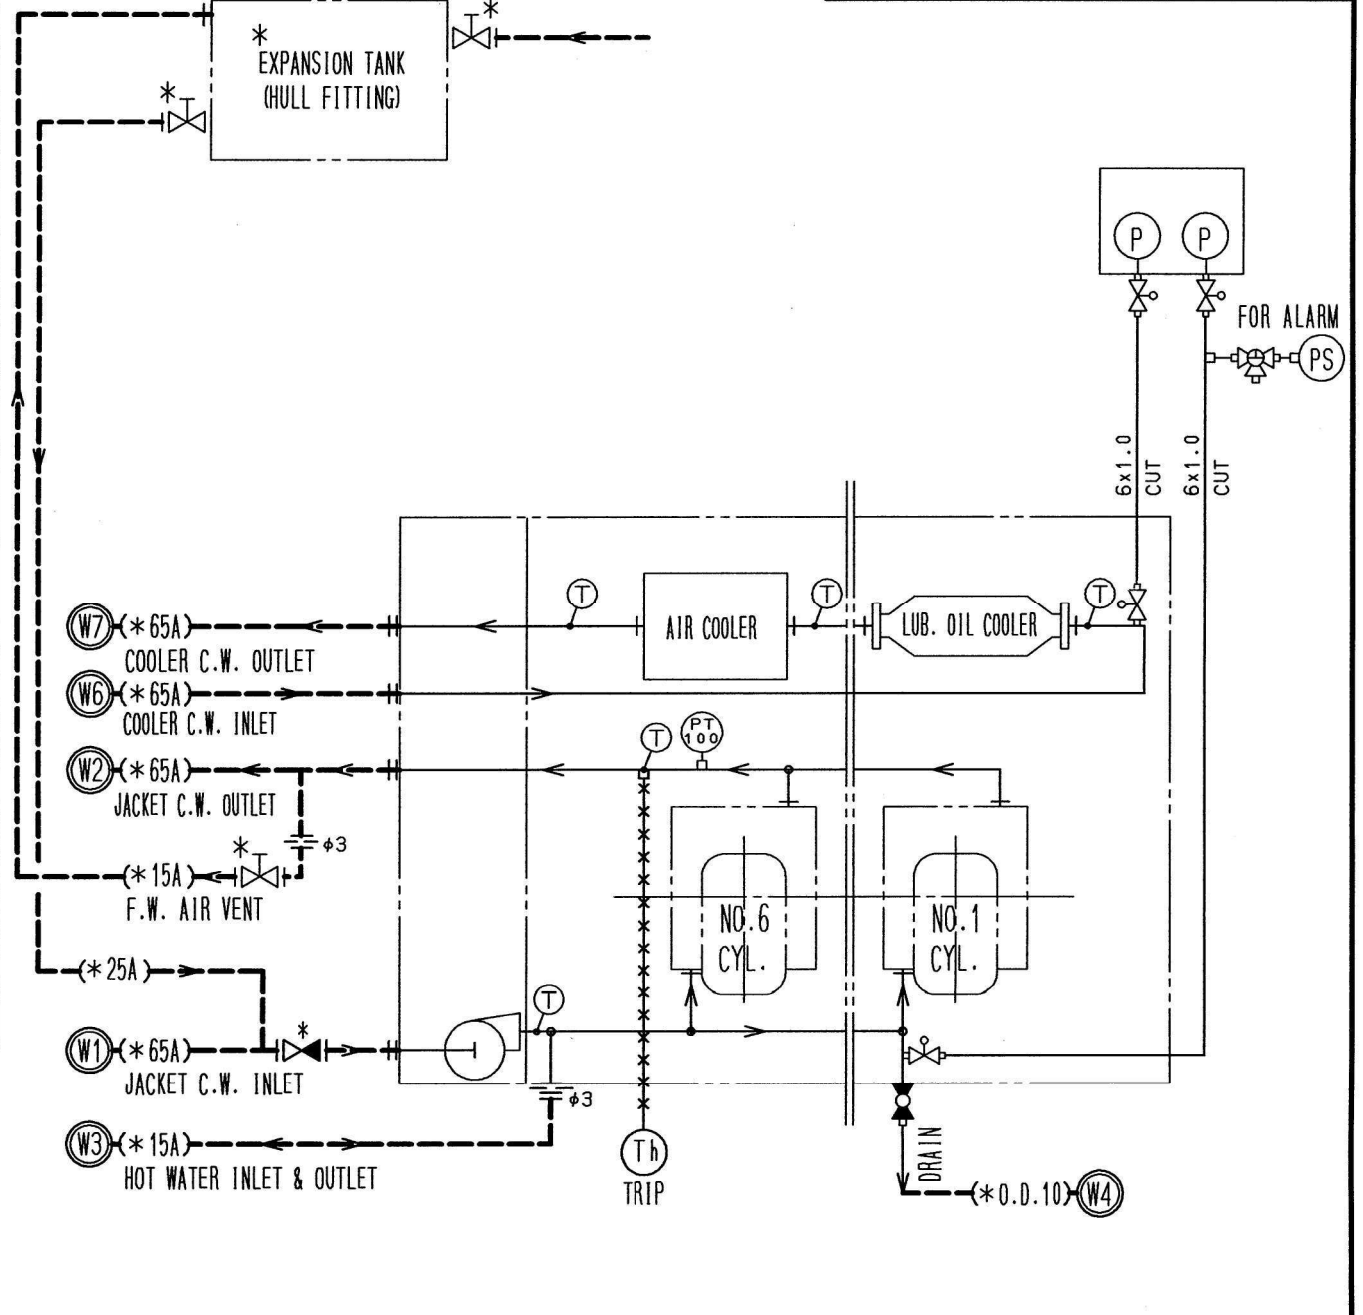 *
*
EXPANSION TANK
(HULL FITTING)
*
P
P
FOR ALARM
PS
6x1.0
CUT
6x1.0
CUT
T
T
T
W7 (*65A)
AIR COOLER
LUB. OIL COOLER
COOLER C.W. OUTLET
W6 (*65A)
COOLER C.W. INLET
T
PT
100
W2 (*65A)
JACKET C.W. OUTLET
φ3
*
(*15A)
F.W. AIR VENT
NO.6
CYL.
NO.1
CYL.
(*25A)
T
*
W1 (*65A)
JACKET C.W. INLET
φ3
W3 (*15A)
HOT WATER INLET & OUTLET
Th
TRIP
DRAIN
(*O.D.10) W4